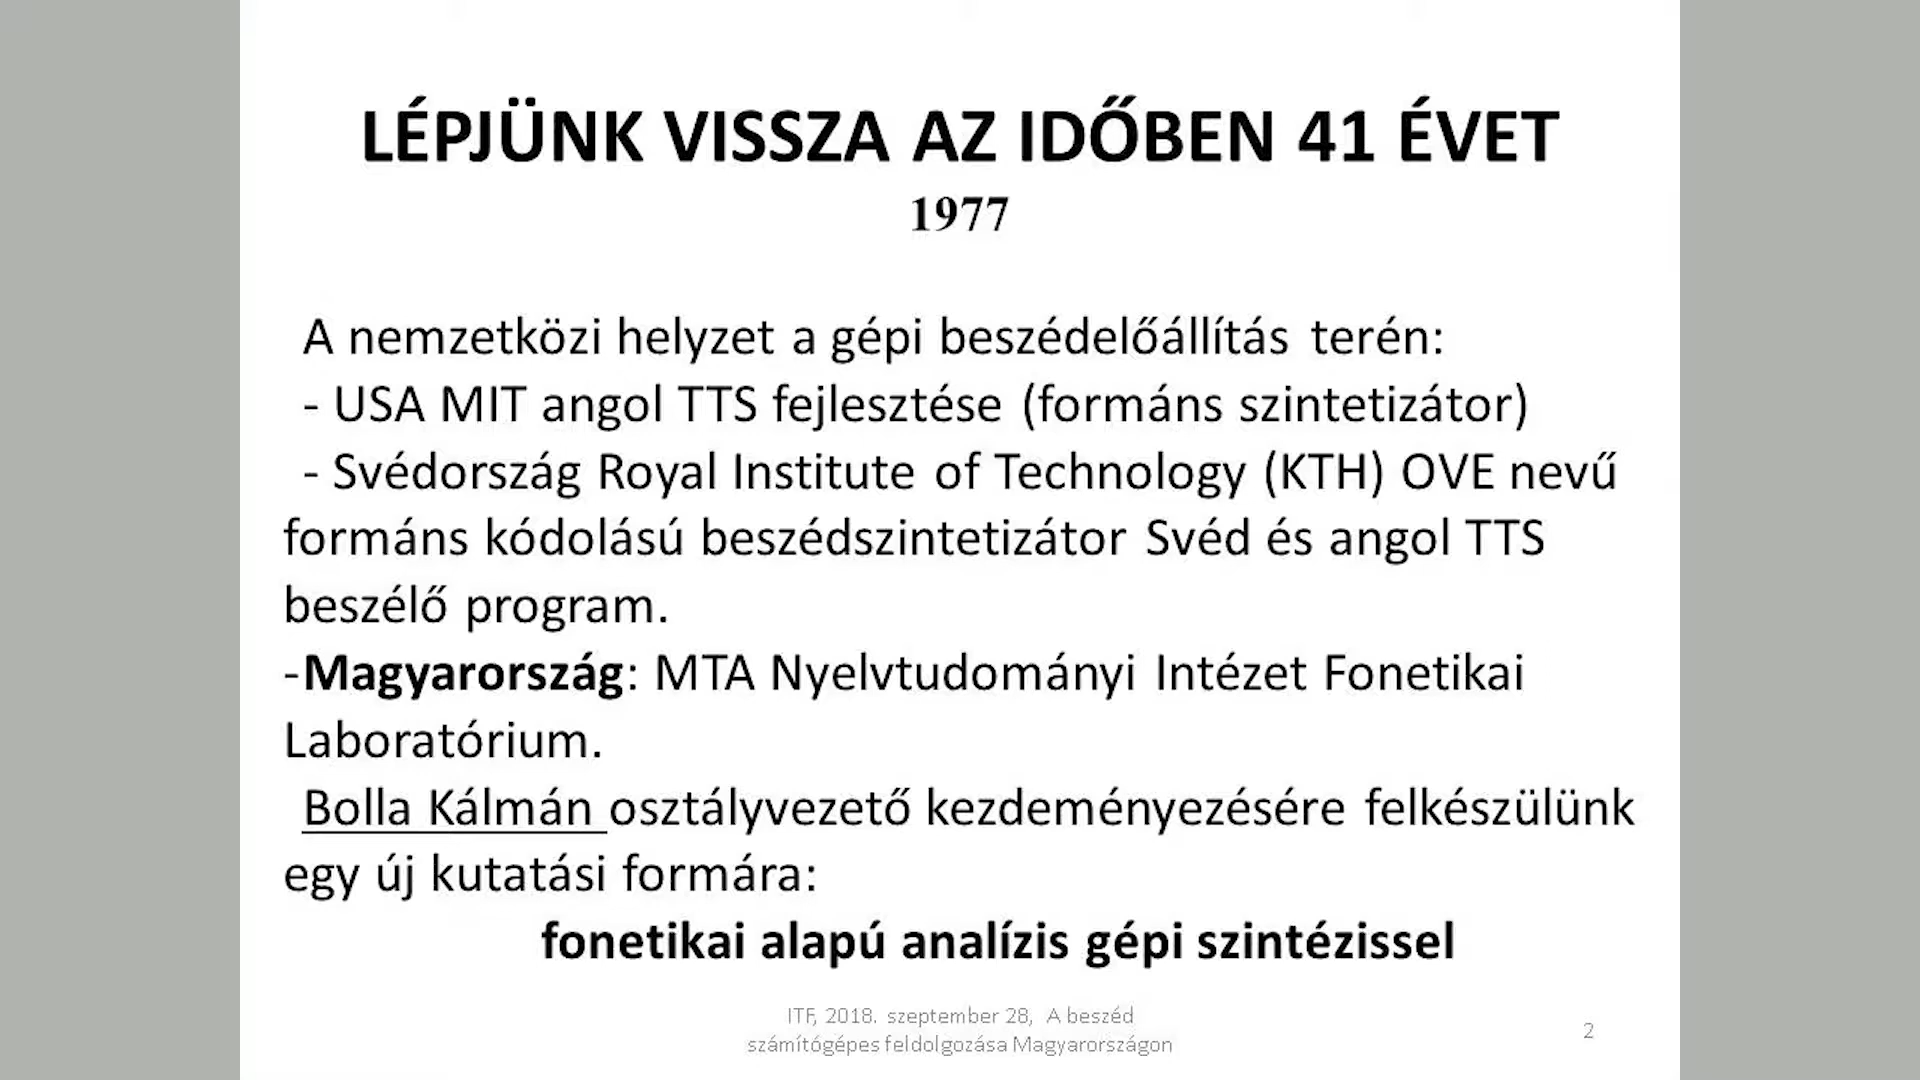 LÉPJÜNK VISSZA AZ IDŐBEN 41 ÉVET
1977
A nemzetközi helyzet a gépi beszédelőállítás terén:
- USA MIT angol TTS fejlesztése (formáns szintetizátor)
- Svédország Royal Institute of Technology (KTH) OVE nevű
formáns kódolású beszédszintetizátor Svéd és angol TTS
beszélő program.
-Magyarország: MTA Nyelvtudományi Intézet Fonetikai
Laboratórium.
Bolla Kálmán osztályvezető kezdeményezésére felkészülünk
egy új kutatási formára:
fonetikai alapú analízis gépi szintézissel
ITF, 2018. szeptember 28, A beszéd
számítógépes feldolgozása Magyarországon
2